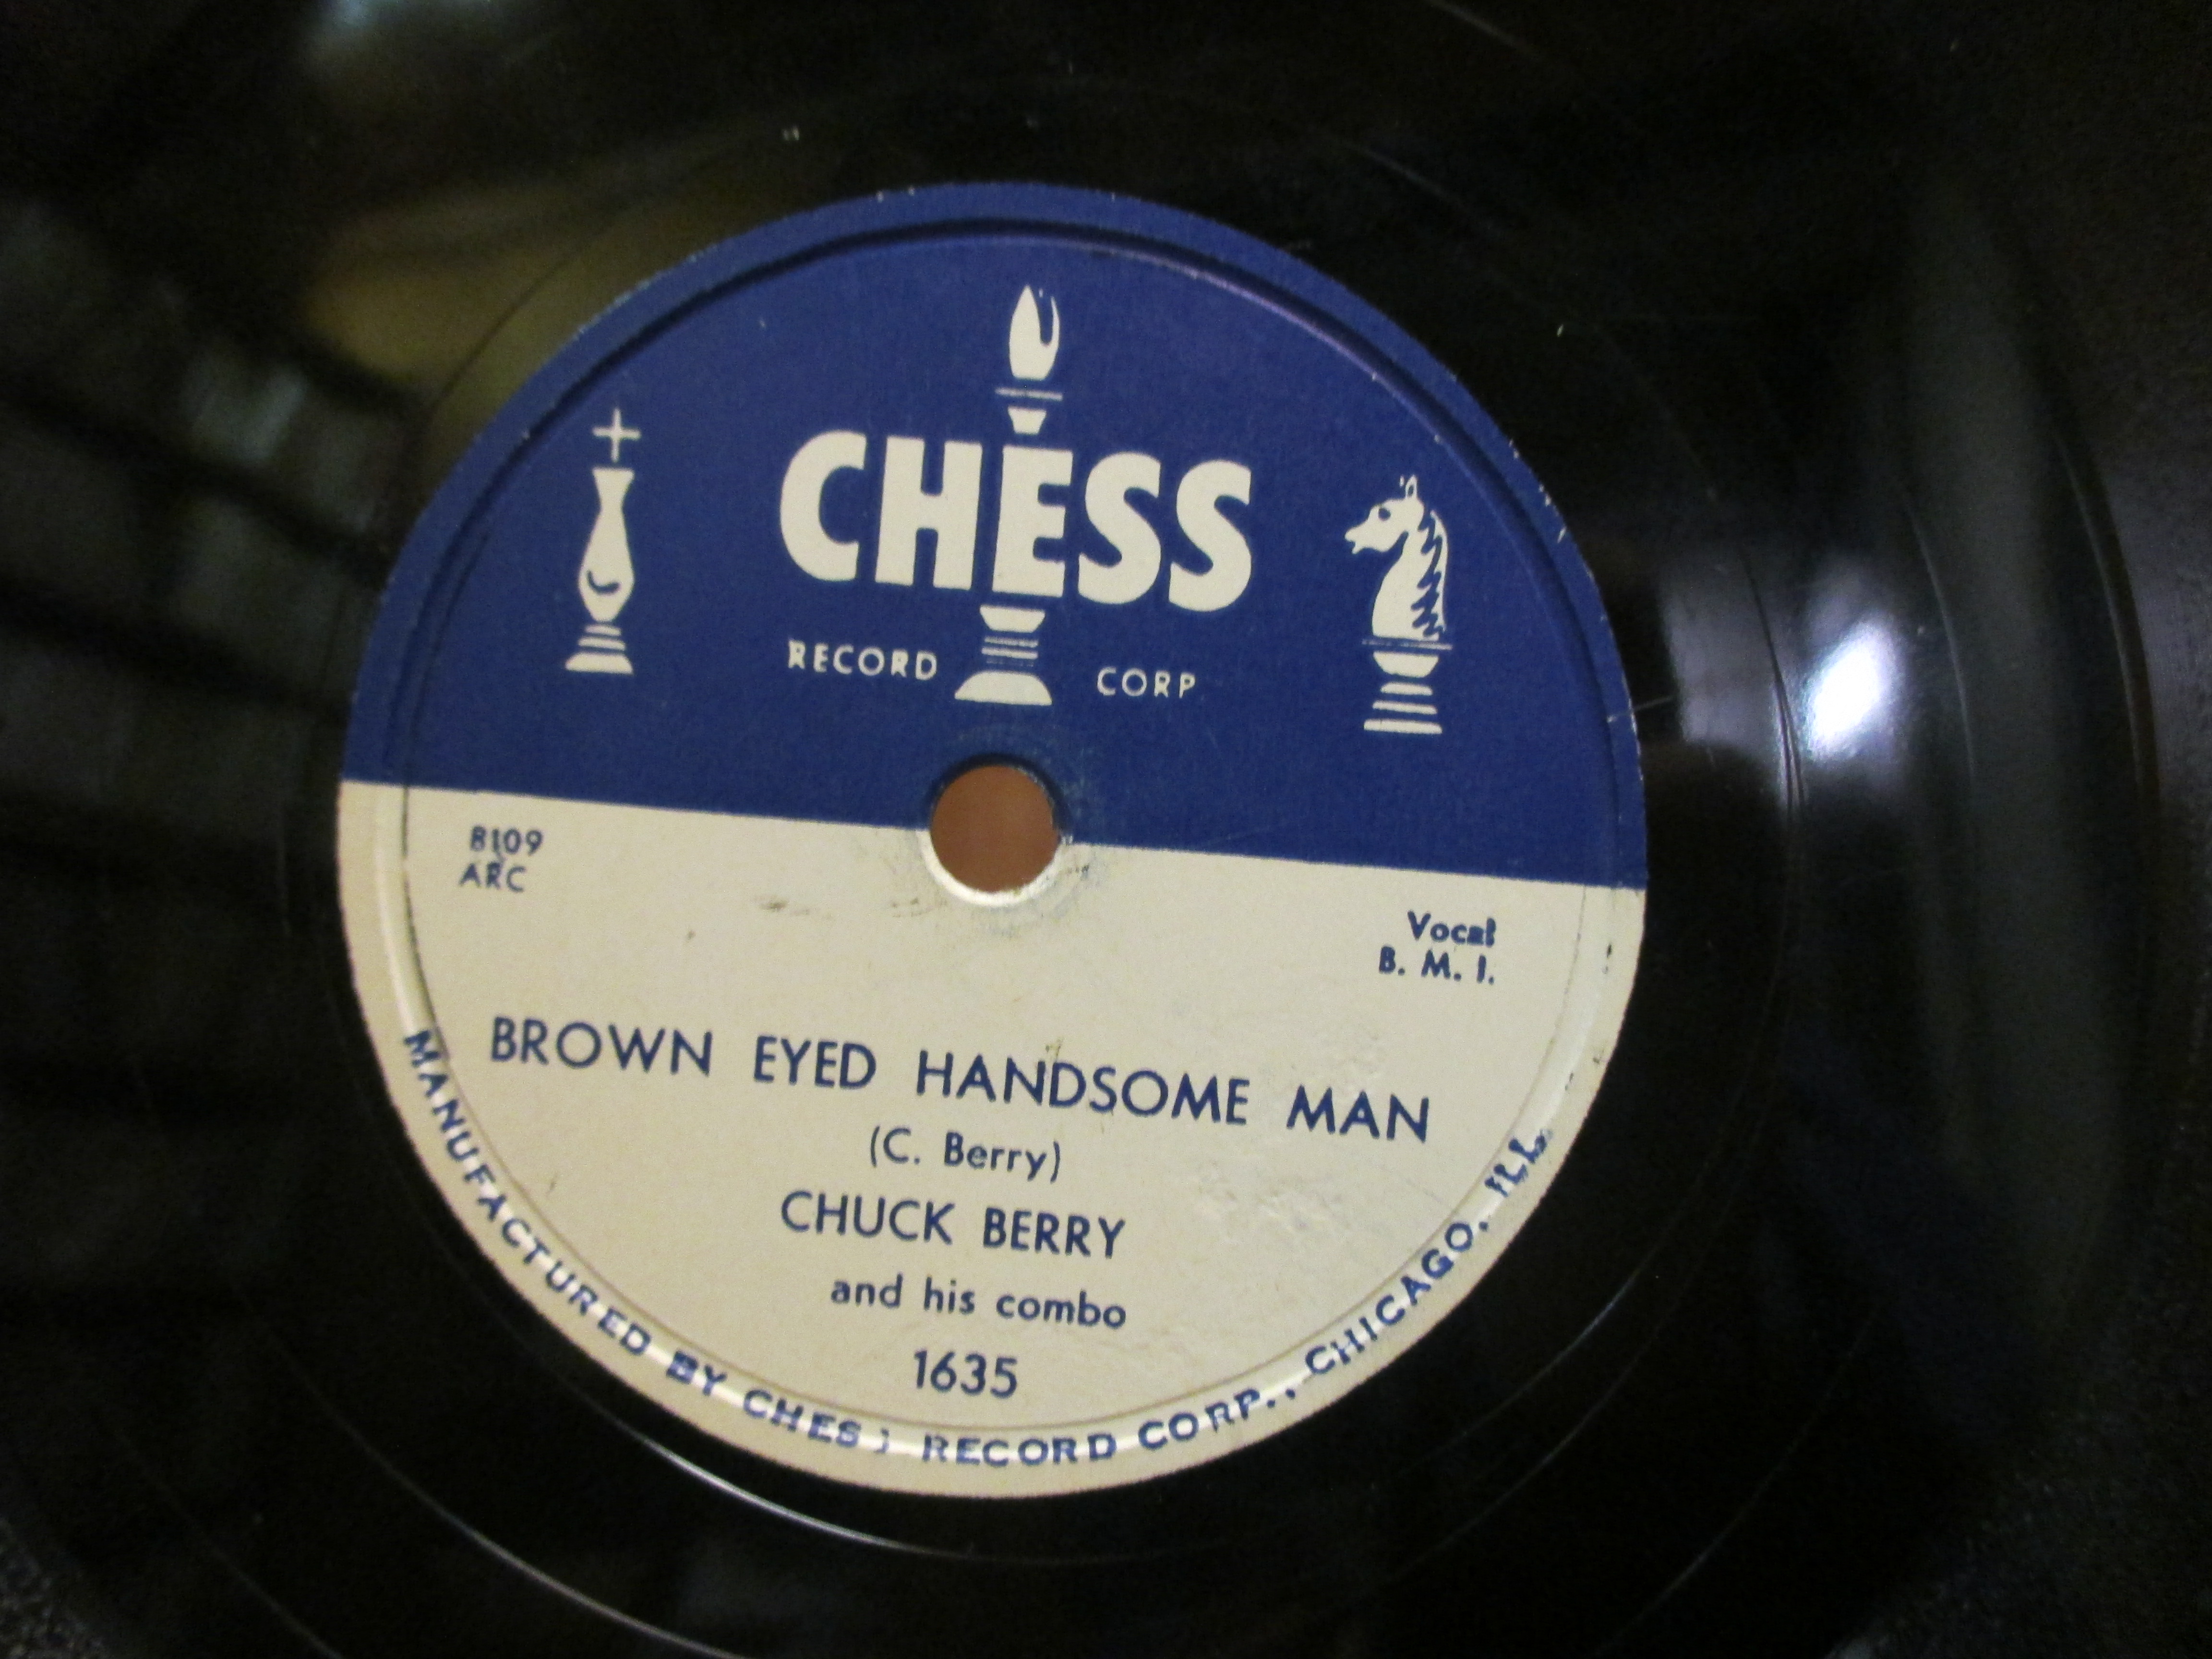 CHESS
RECORD CORP
8109
ARC
Vocal
B. M. I.
BROWN EYED HANDSOME MAN
(C. Berry)
CHUCK BERRY
and his combo
1635
MANUFACTURED BY CHESS RECORD CORP., CHICAGO, ILL.